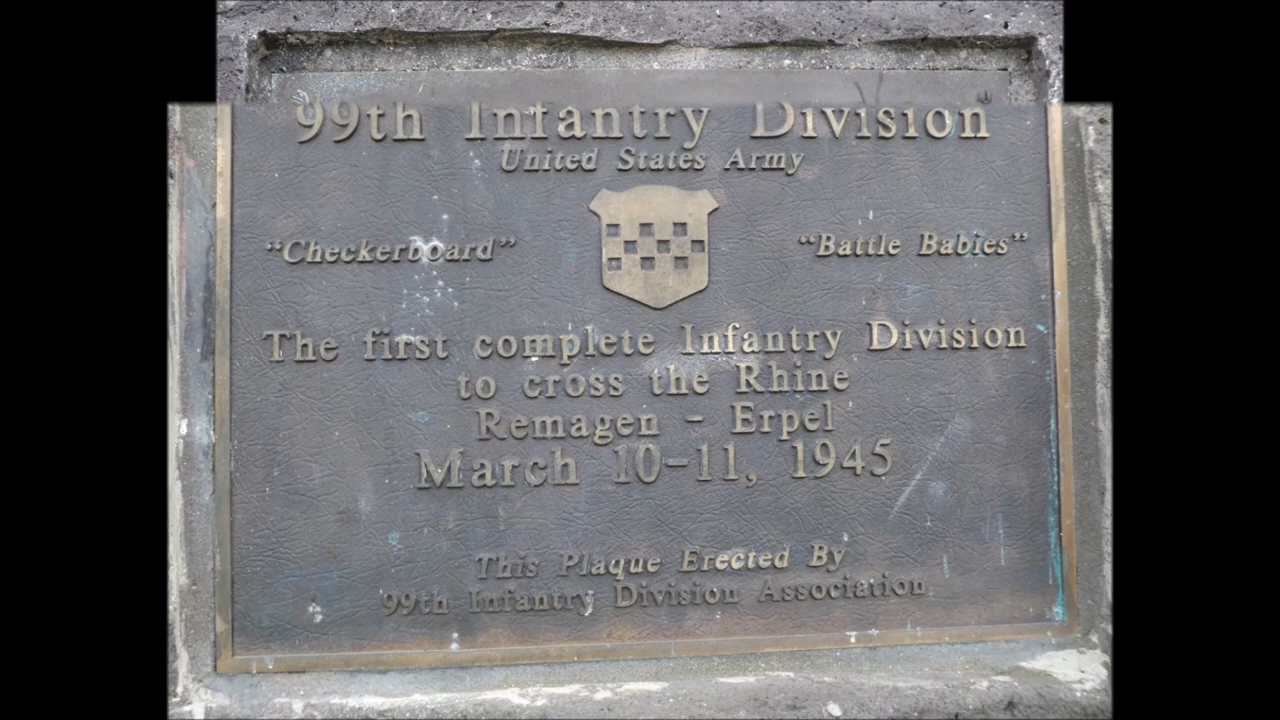 99th Infantry Division
United States Army
"Checkerboard" "Battle Babies"
The first complete Infantry Division
to cross the Rhine
Remagen - Erpel
March 10-11, 1945
This Plaque Erected By
99th Infantry Division Association